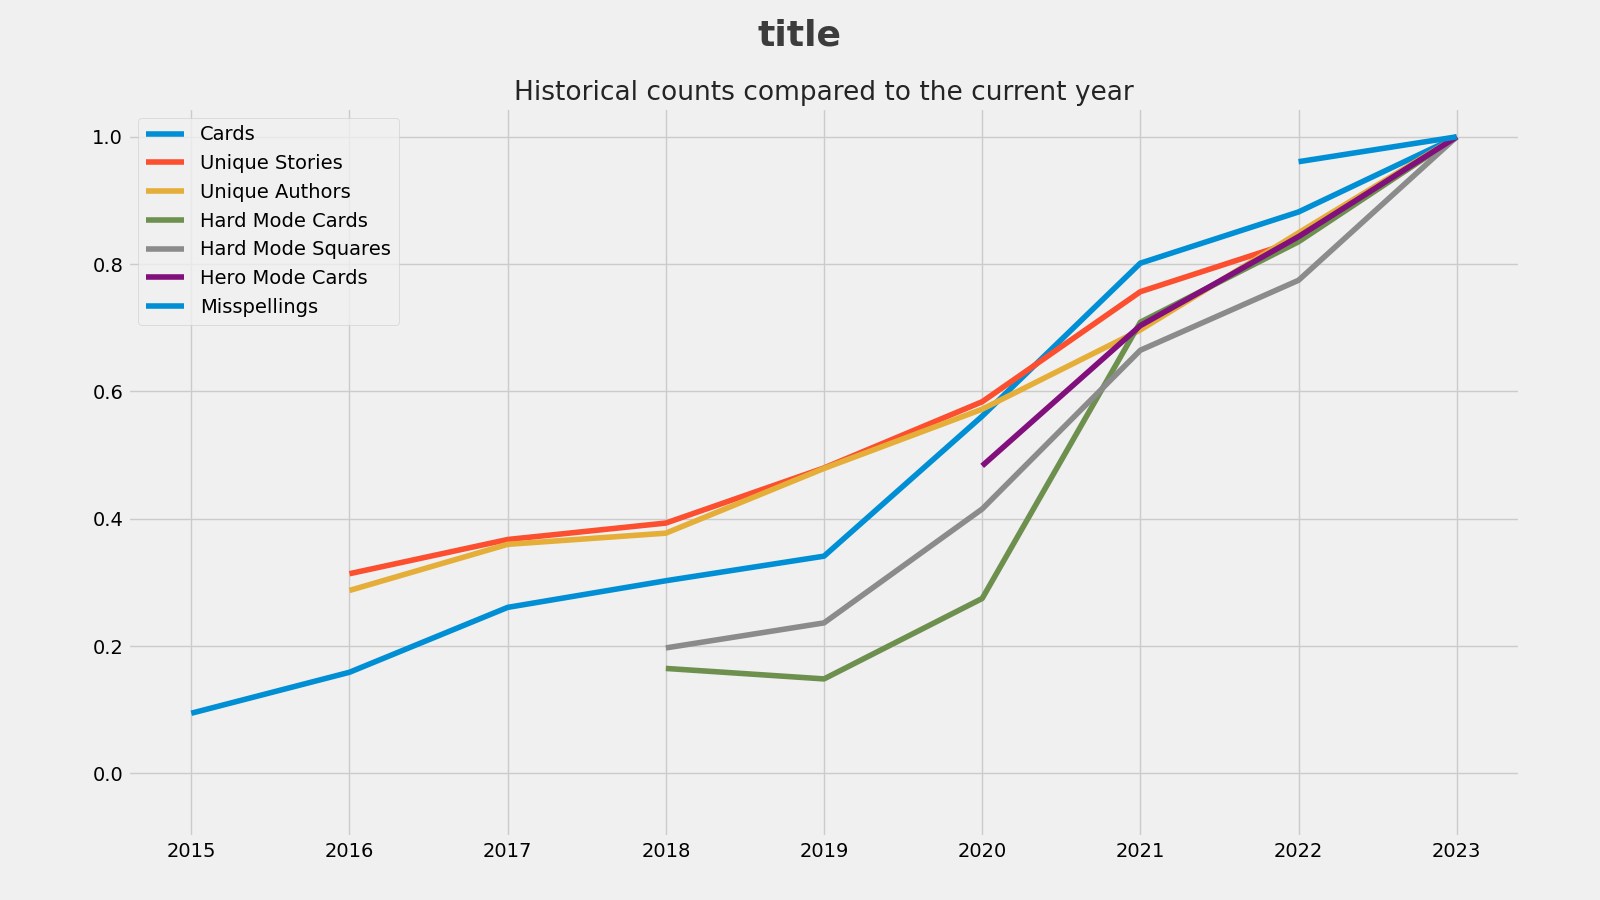 title
Historical counts compared to the current year
Cards
Unique Stories
Unique Authors
Hard Mode Cards
Hard Mode Squares
Hero Mode Cards
Misspellings
1.0
0.8
0.6
0.4
0.2
0.0
2015 2016 2017 2018 2019 2020 2021 2022 2023